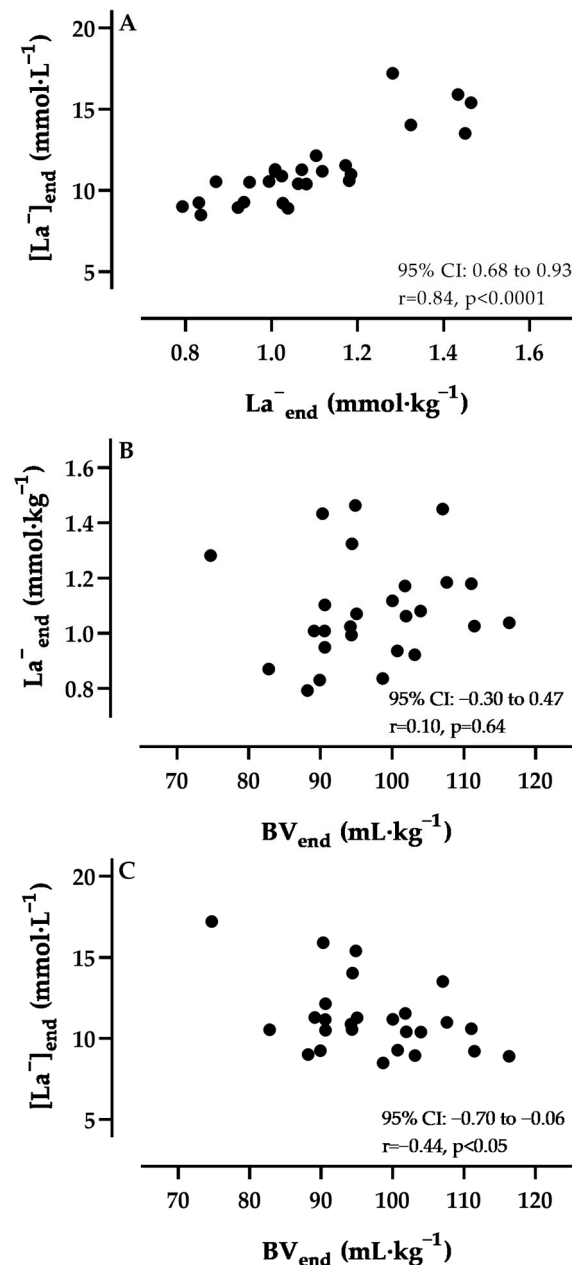 A
20
15
10
5
[La⁻]end (mmol·L⁻¹)
95% CI: 0.68 to 0.93
r=0.84, p<0.0001
0.8 1.0 1.2 1.4 1.6
La⁻end (mmol·kg⁻¹)
B
1.6
1.4
1.2
1.0
0.8
La⁻end (mmol·kg⁻¹)
95% CI: −0.30 to 0.47
r=0.10, p=0.64
70 80 90 100 110 120
BVend (mL·kg⁻¹)
C
20
15
10
5
[La⁻]end (mmol·L⁻¹)
95% CI: −0.70 to −0.06
r=−0.44, p<0.05
70 80 90 100 110 120
BVend (mL·kg⁻¹)